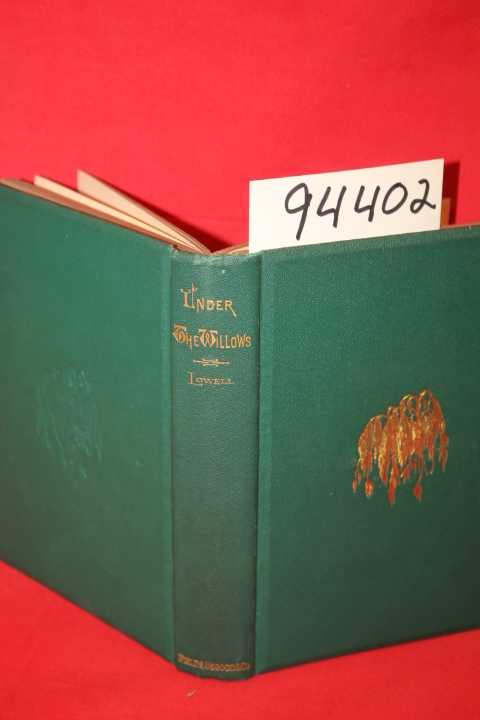 94402
UNDER
THE WILLOWS
LOWELL
FIELDS, OSGOOD & Co.